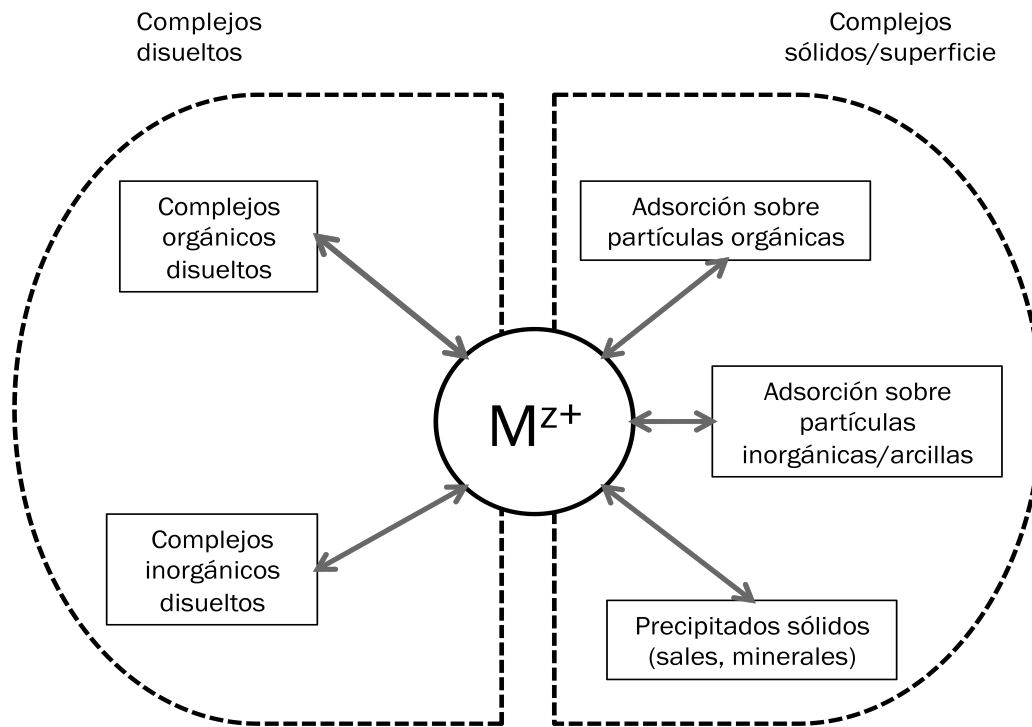 Complejos
disueltos
Complejos
sólidos/superficie
Complejos
orgánicos
disueltos
Adsorción sobre
partículas orgánicas
Mᶻ⁺
Adsorción sobre
partículas
inorgánicas/arcillas
Complejos
inorgánicos
disueltos
Precipitados sólidos
(sales, minerales)